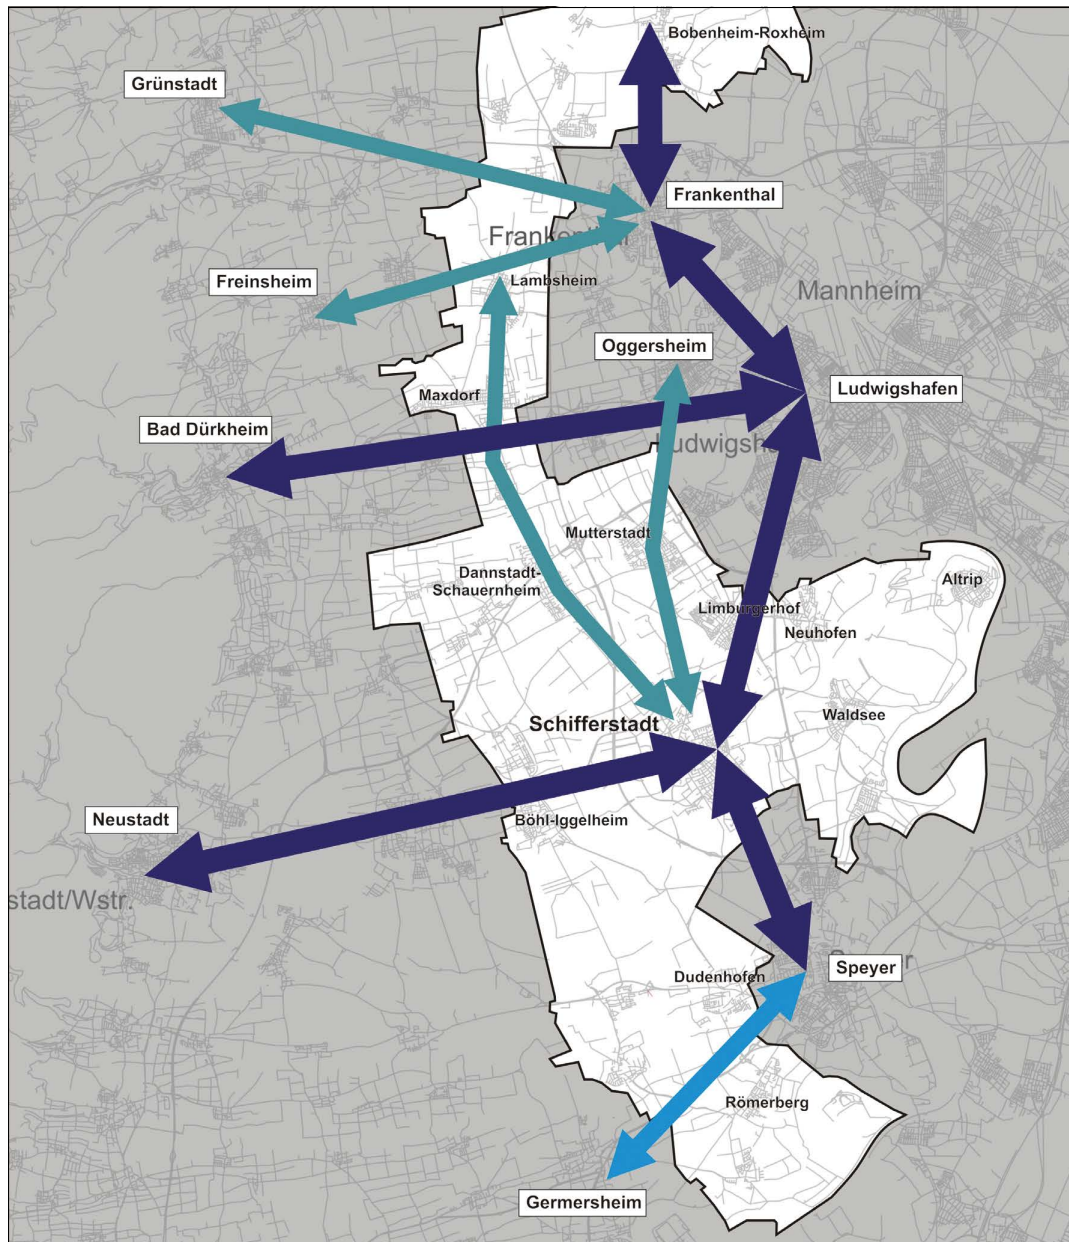 Bobenheim-Roxheim
Grünstadt
Frankenthal
Frankenthal
Freinsheim
Lambsheim
Mannheim
Oggersheim
Ludwigshafen
Maxdorf
Bad Dürkheim
Mutterstadt
Dannstadt-
Schauernheim
Altrip
Limburgerhof
Neuhofen
Waldsee
Schifferstadt
Neustadt
Böhl-Iggelheim
stadt/Wstr.
Speyer
Dudenhofen
Römerberg
Germersheim